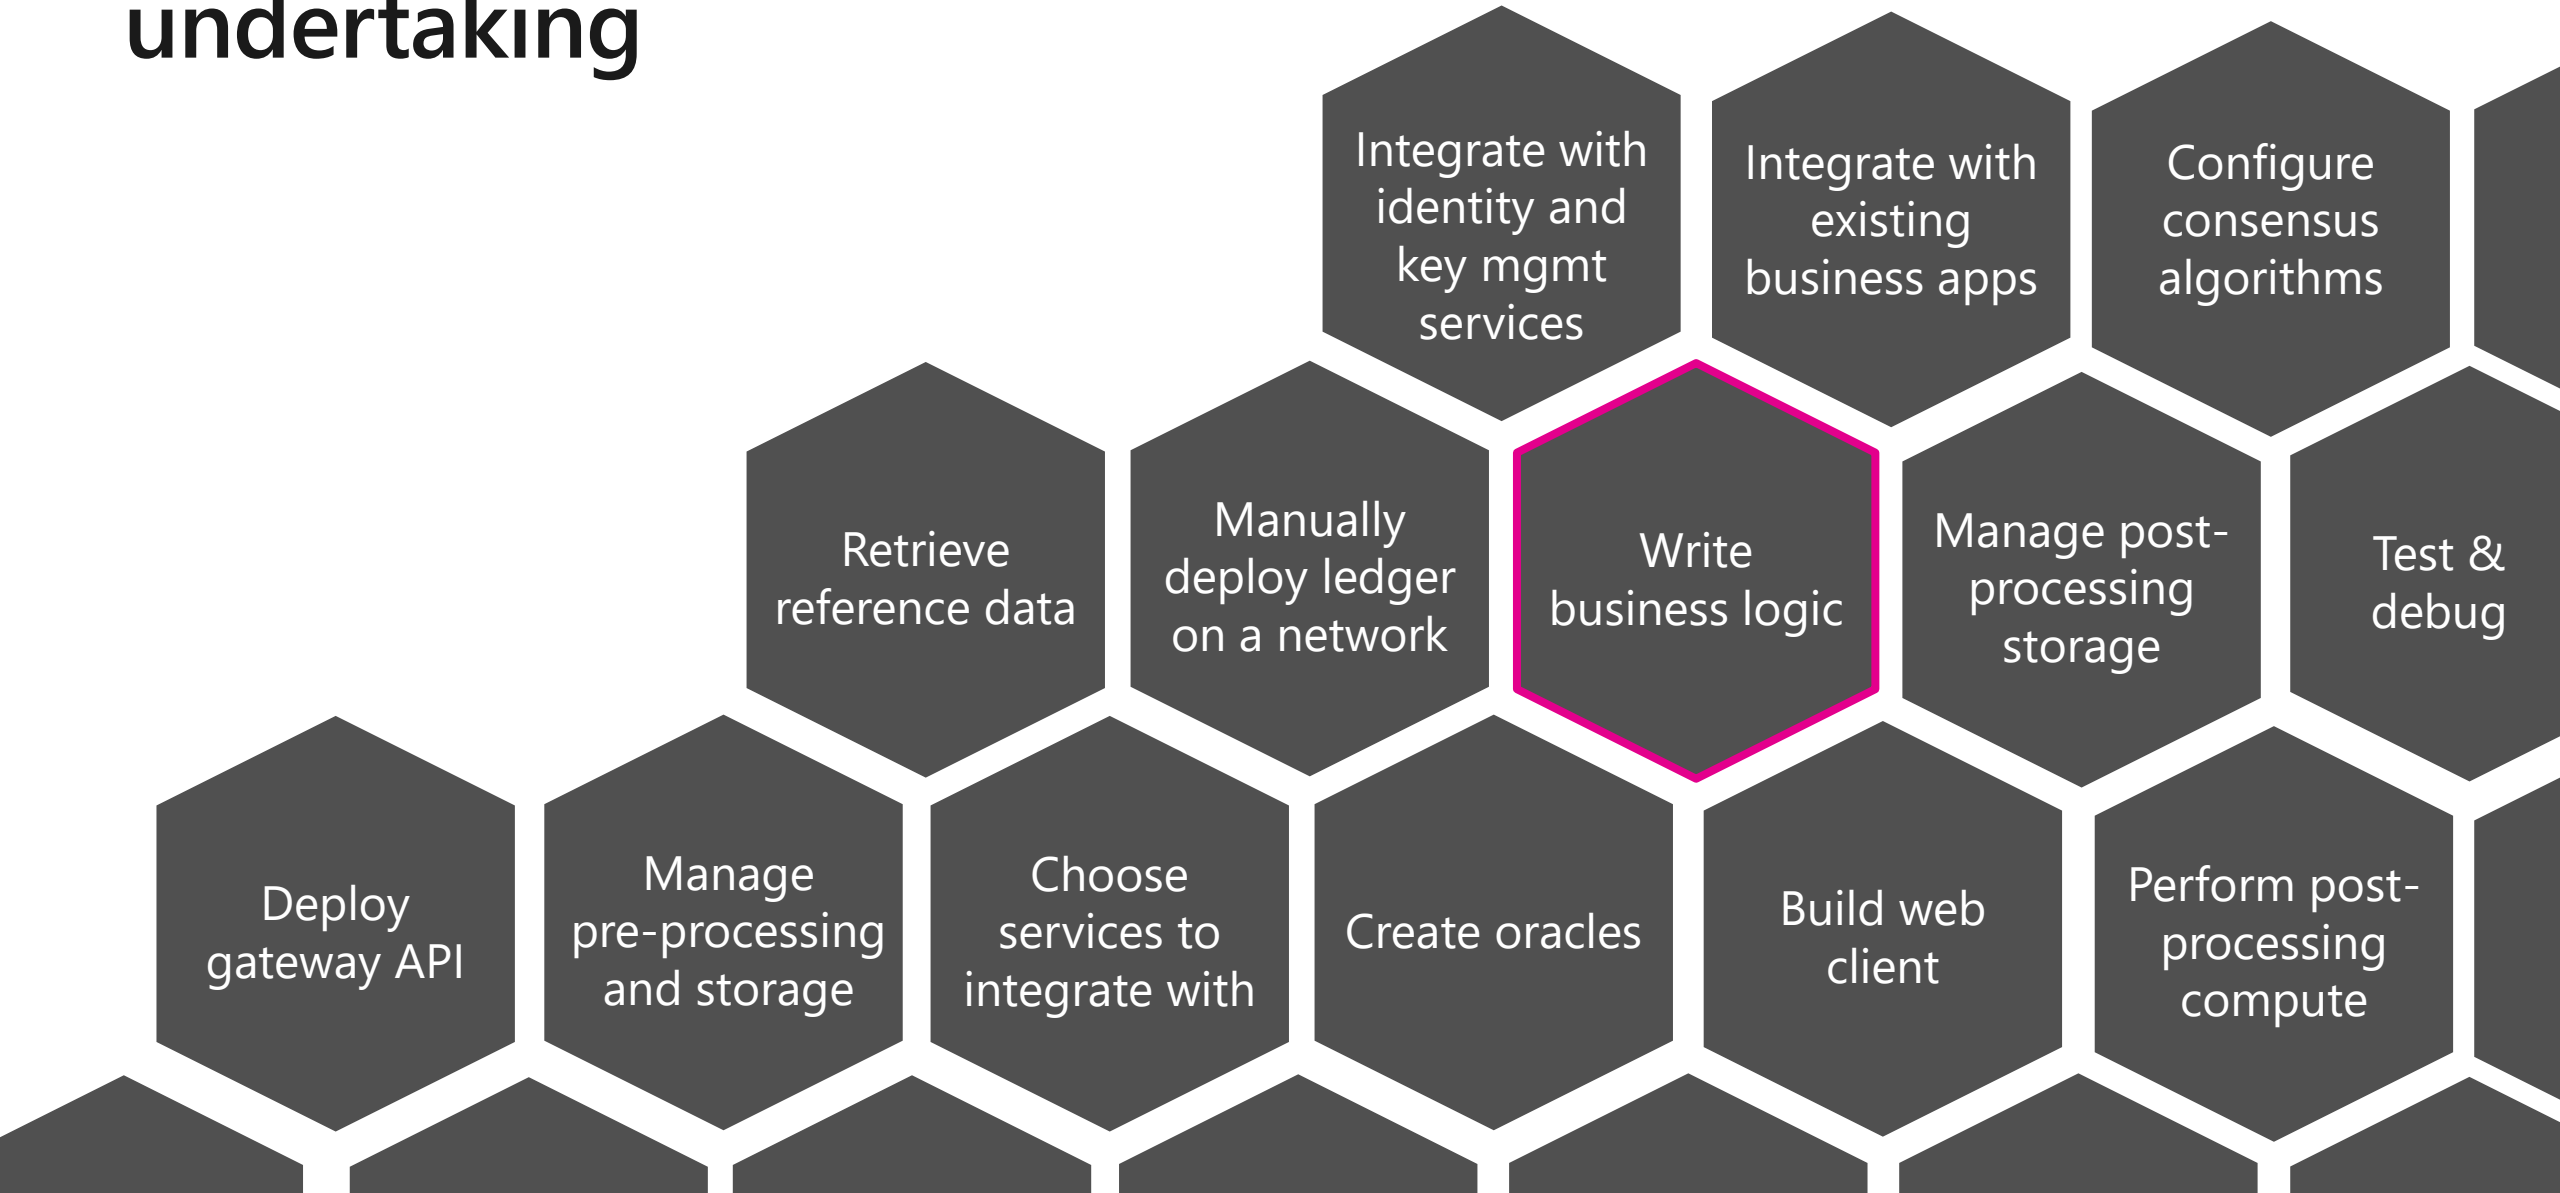 undertaking
Integrate with
identity and
key mgmt
services
Integrate with
existing
business apps
Configure
consensus
algorithms
Retrieve
reference data
Manually
deploy ledger
on a network
Write
business logic
Manage post-
processing
storage
Test &
debug
Deploy
gateway API
Manage
pre-processing
and storage
Choose
services to
integrate with
Create oracles
Build web
client
Perform post-
processing
compute